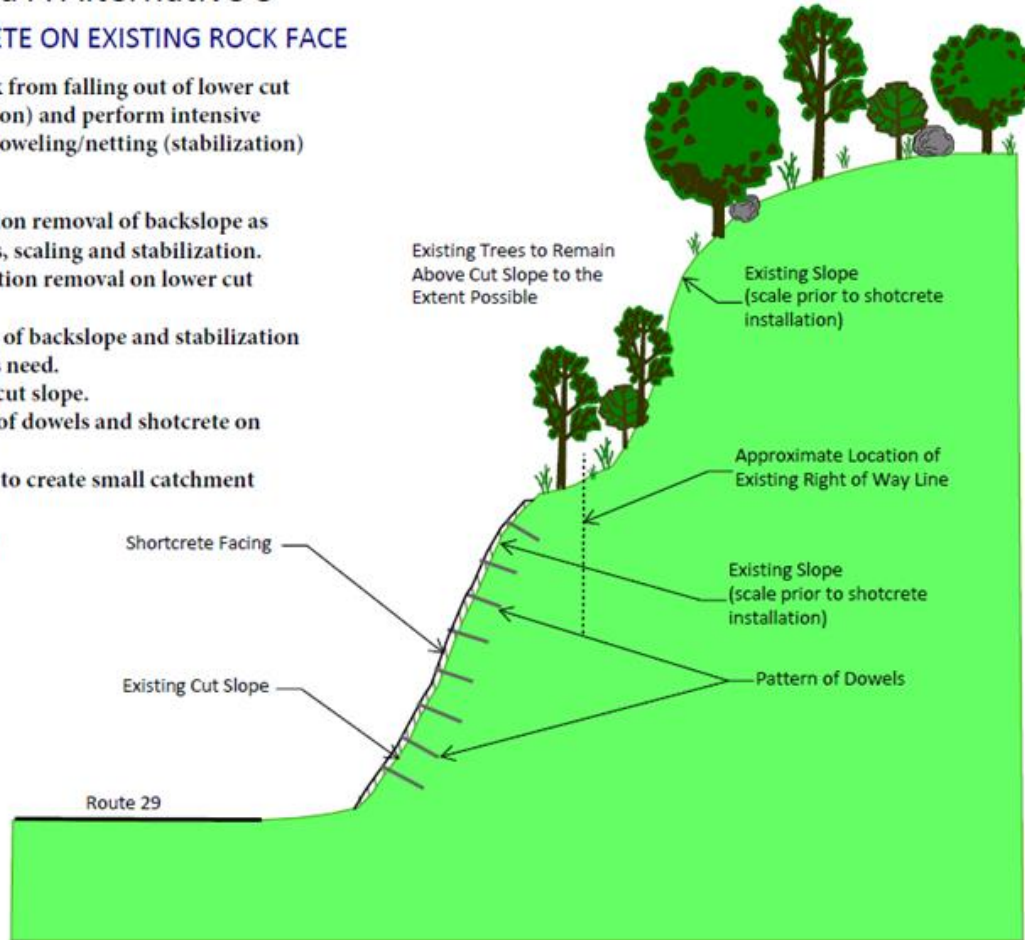 ETE ON EXISTING ROCK FACE
from falling out of lower cut
on) and perform intensive
oweling/netting (stabilization)
ion removal of backslope as
s, scaling and stabilization.
tion removal on lower cut
of backslope and stabilization
s need.
cut slope.
of dowels and shotcrete on
to create small catchment
Existing Trees to Remain
Above Cut Slope to the
Extent Possible
Existing Slope
(scale prior to shotcrete
installation)
Approximate Location of
Existing Right of Way Line
Shortcrete Facing
Existing Slope
(scale prior to shotcrete
installation)
Existing Cut Slope
Pattern of Dowels
Route 29